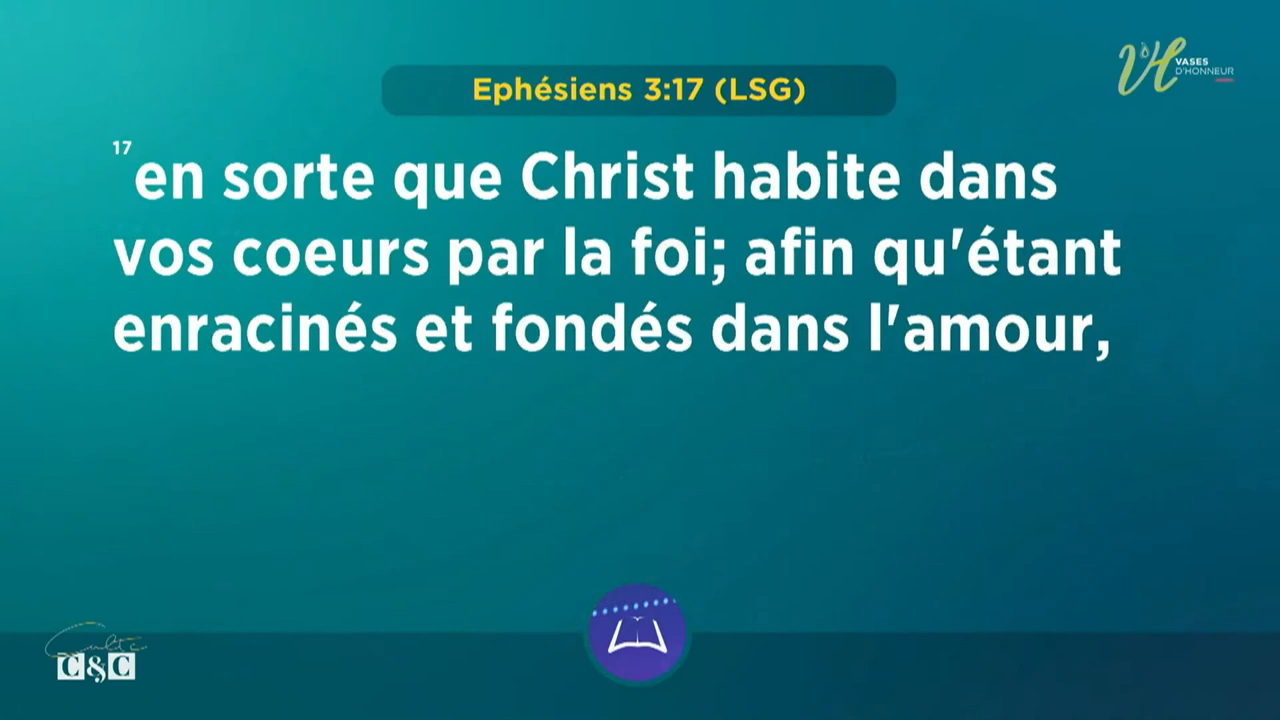 VASES
D'HONNEUR
Ephésiens 3:17 (LSG)
17 en sorte que Christ habite dans
vos coeurs par la foi; afin qu'étant
enracinés et fondés dans l'amour,
Culte
C&C